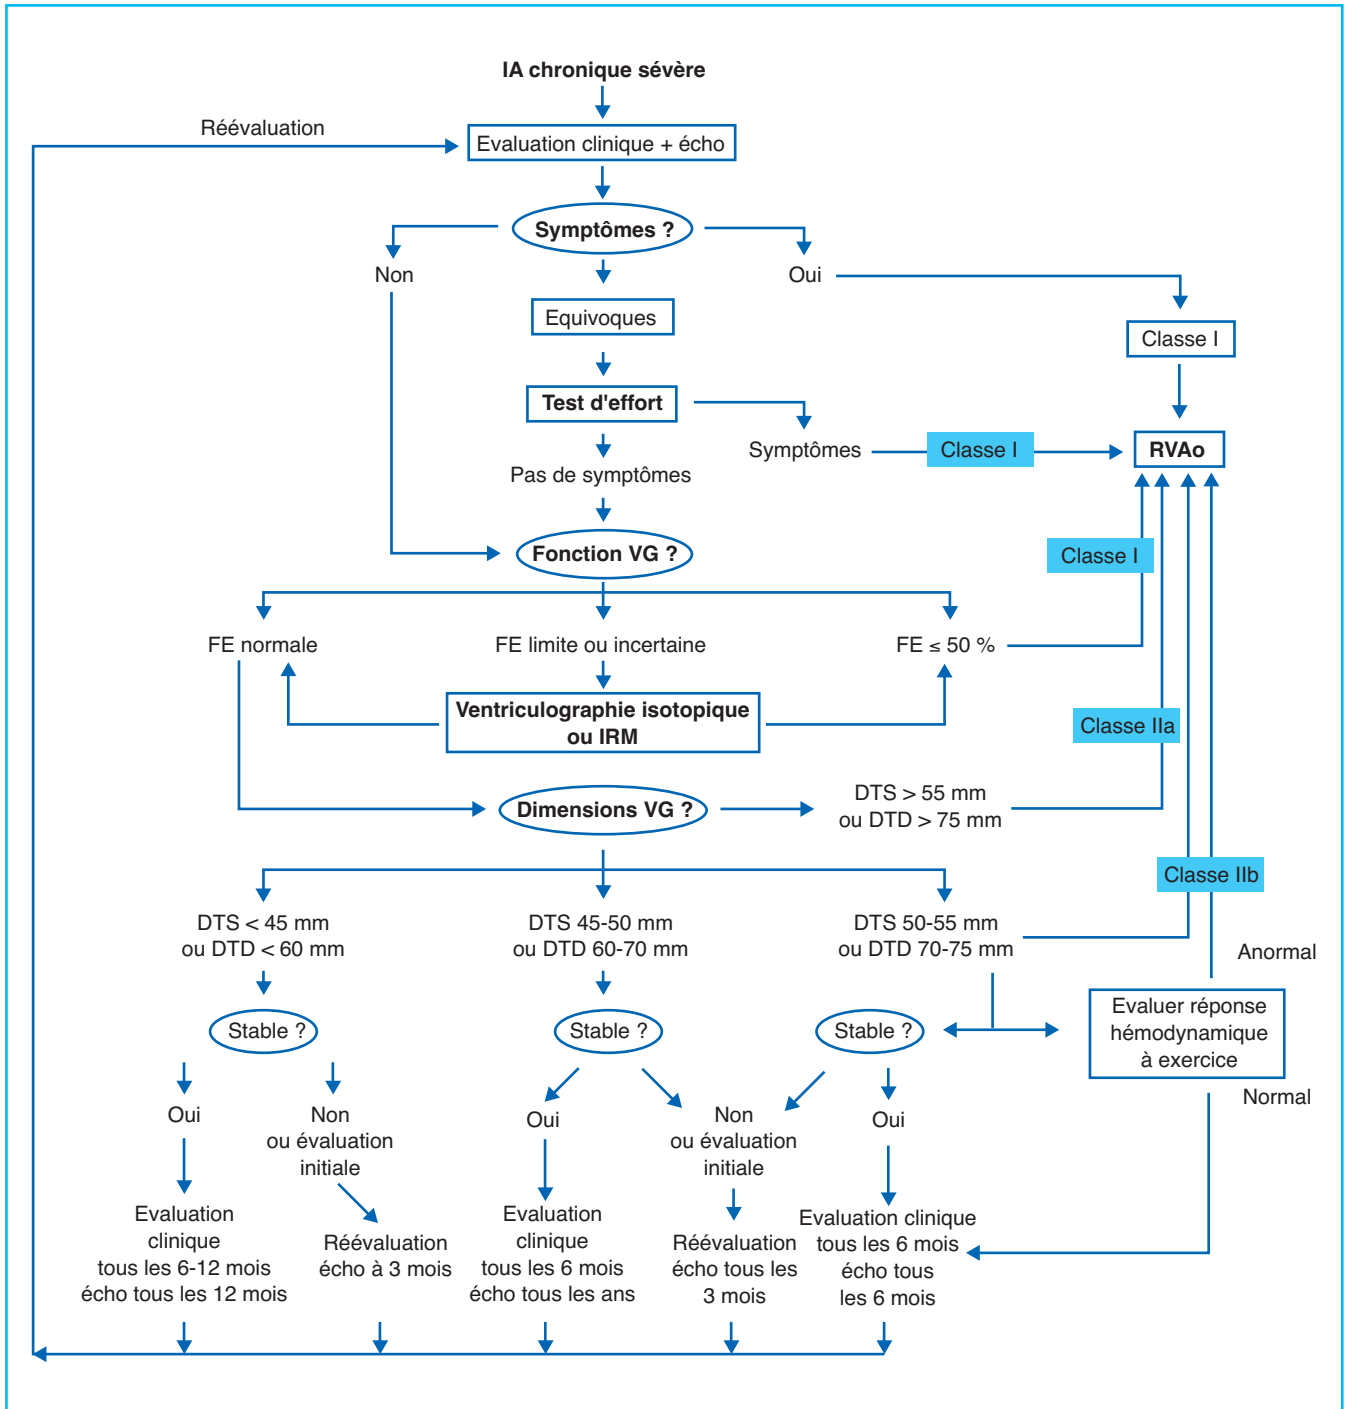 IA chronique sévère
Réévaluation
Evaluation clinique + écho
Symptômes ?
Non
Oui
Equivoques
Classe I
Test d'effort
Symptômes
Classe I
RVAo
Pas de symptômes
Fonction VG ?
Classe I
FE normale
FE limite ou incertaine
FE ≤ 50 %
Ventriculographie isotopique
ou IRM
Classe IIa
Dimensions VG ?
DTS > 55 mm
ou DTD > 75 mm
Classe IIb
DTS < 45 mm
ou DTD < 60 mm
DTS 45-50 mm
ou DTD 60-70 mm
DTS 50-55 mm
ou DTD 70-75 mm
Anormal
Stable ?
Stable ?
Stable ?
Evaluer réponse
hémodynamique
à exercice
Normal
Oui
Non
ou évaluation
initiale
Oui
Non
ou évaluation
initiale
Oui
Evaluation
clinique
tous les 6-12 mois
écho tous les 12 mois
Réévaluation
écho à 3 mois
Evaluation
clinique
tous les 6 mois
écho tous les ans
Réévaluation
écho tous les
3 mois
Evaluation clinique
tous les 6 mois
écho tous
les 6 mois